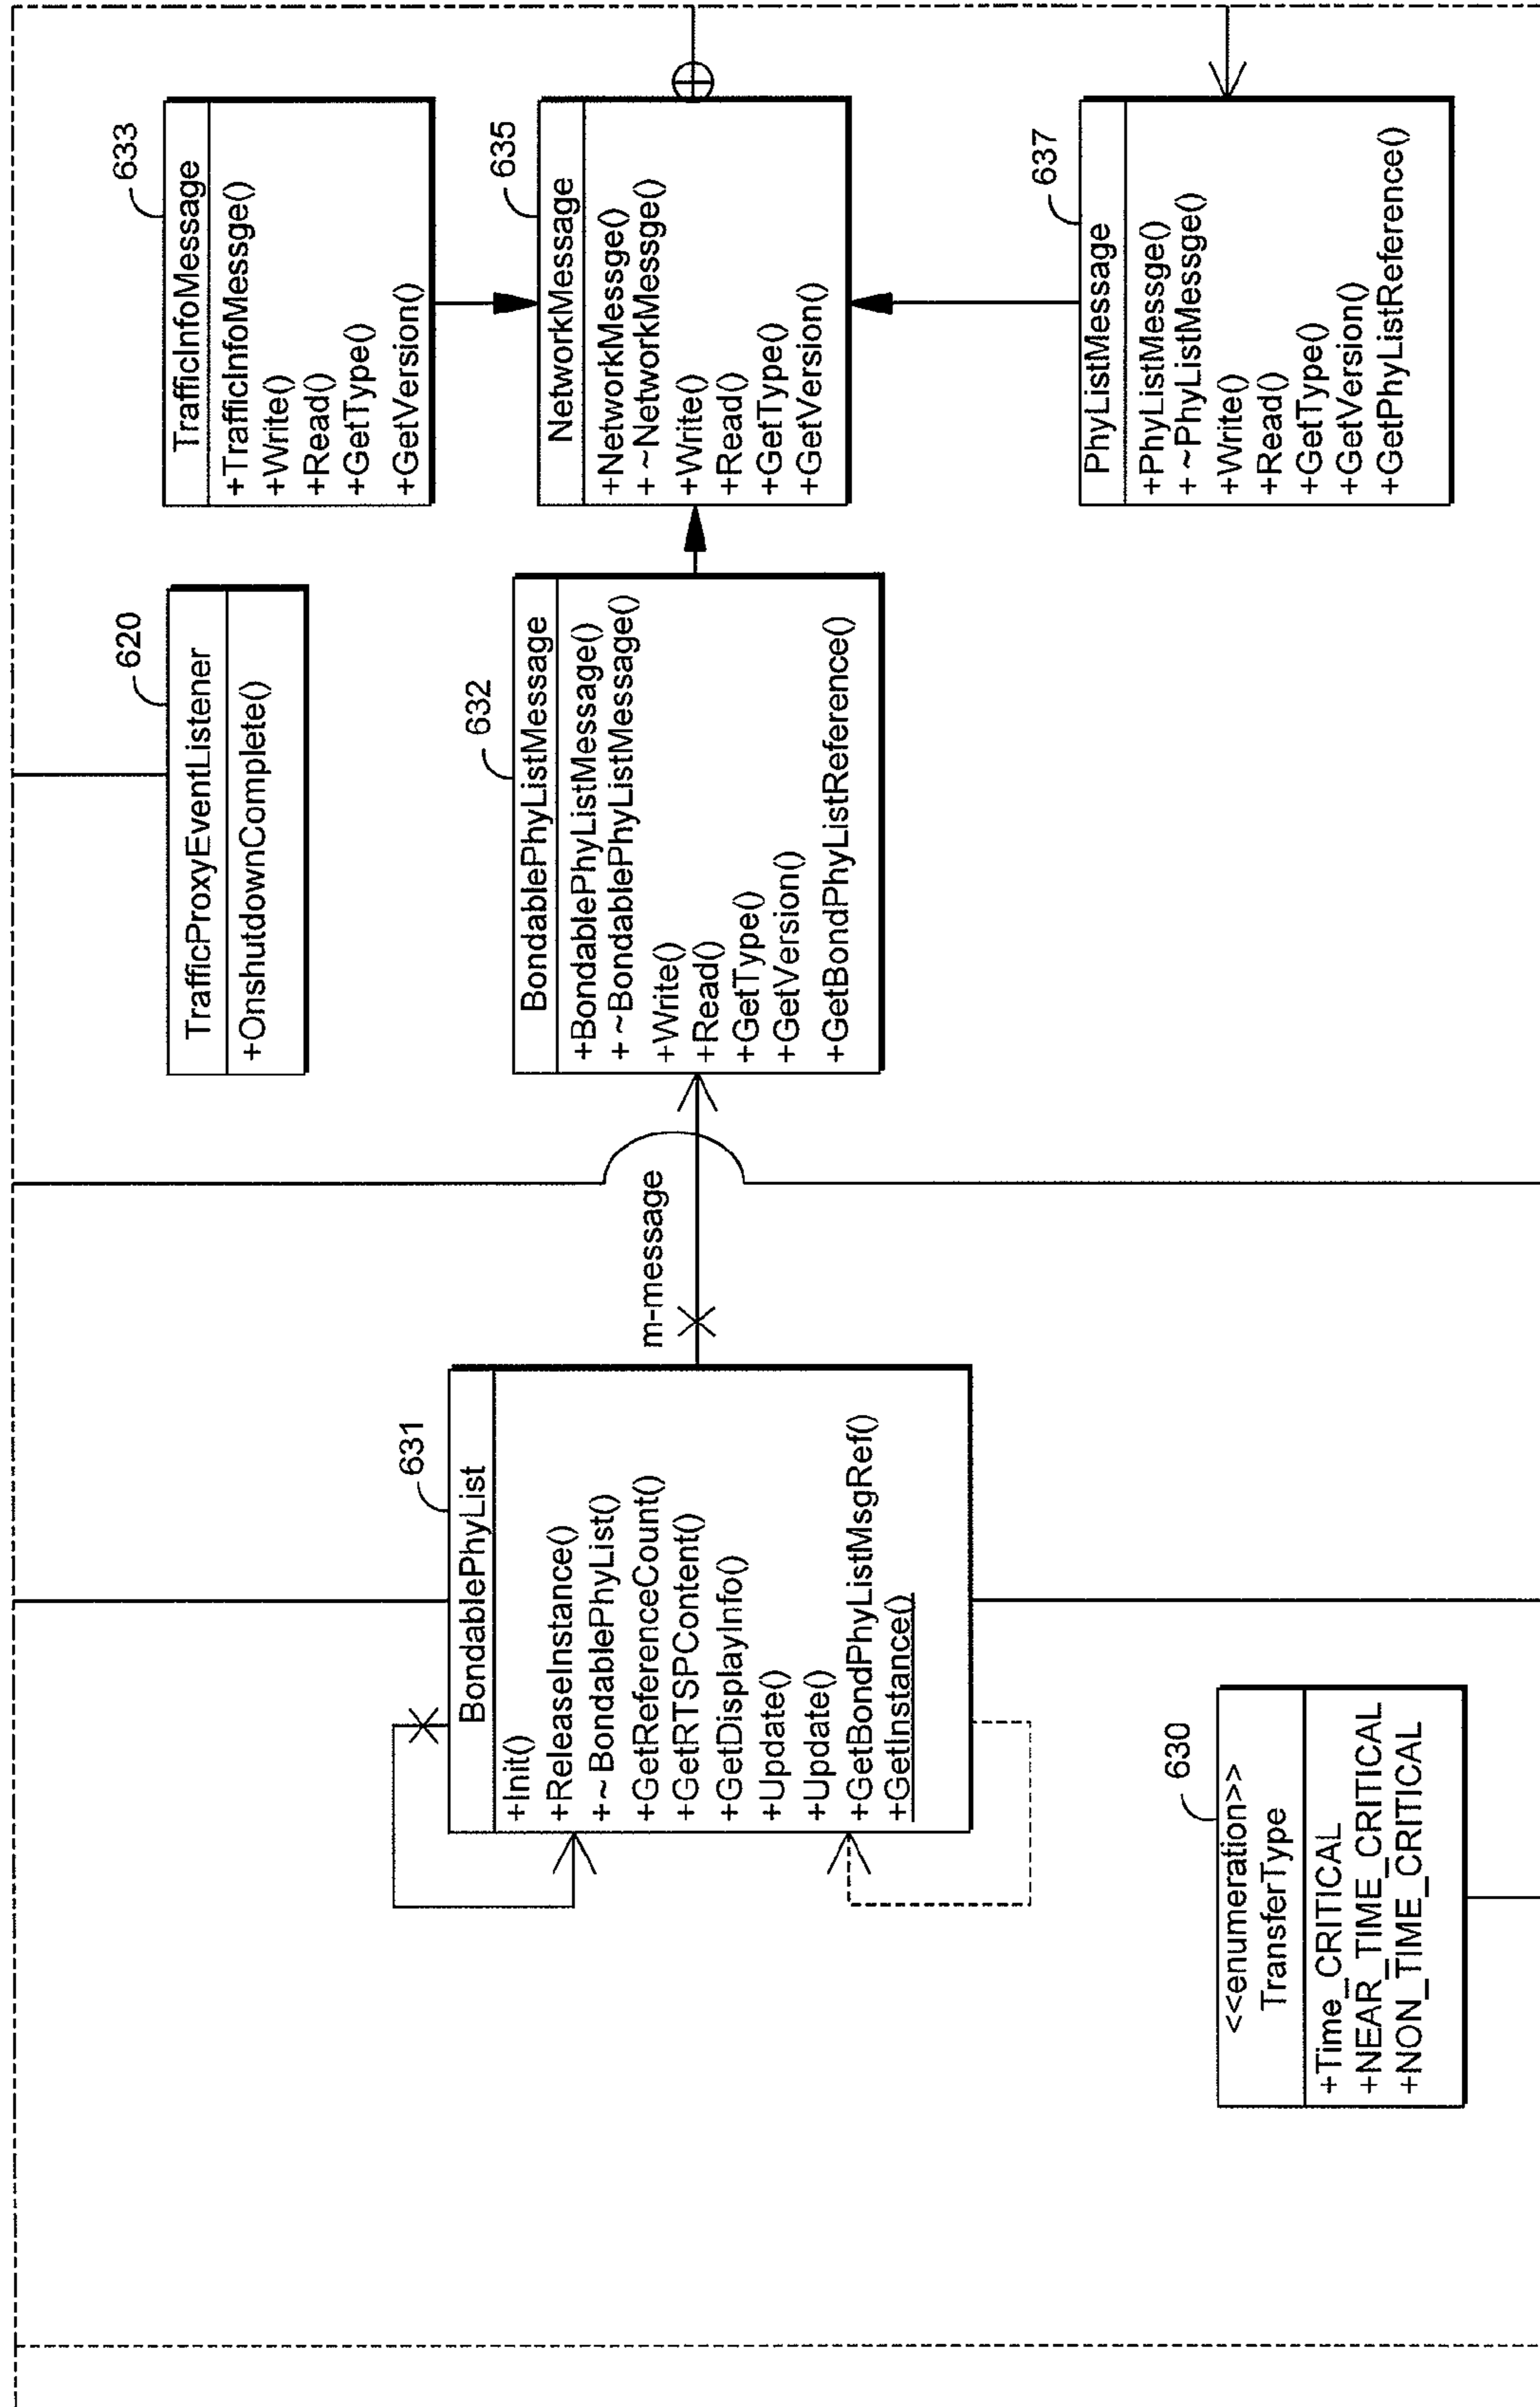 620
TrafficProxyEventListener
+OnshutdownComplete()
633
TrafficInfoMessage
+TrafficInfoMessge()
+Write()
+Read()
+GetType()
+GetVersion()
631
BondablePhyList
+Init()
+ReleaseInstance()
+~BondablePhyList()
+GetReferenceCount()
+GetRTSPContent()
+GetDisplayInfo()
+Update()
+Update()
+GetBondPhyListMsgRef()
+GetInstance()
m-message
632
BondablePhyListMessage
+BondablePhyListMessage()
+ ~BondablePhyListMessage()
+Write()
+Read()
+GetType()
+GetVersion()
+GetBondPhyListReference()
635
NetworkMessage
+NetworkMessge()
+ ~NetworkMessge()
+Write()
+Read()
+GetType()
+GetVersion()
630
<<enumeration>>
TransferType
+Time_CRITICAL
+NEAR_TIME_CRITICAL
+NON_TIME_CRITICAL
637
PhyListMessage
+PhyListMessge()
+ ~PhyListMessge()
+Write()
+Read()
+GetType()
+GetVersion()
+GetPhyListReference()